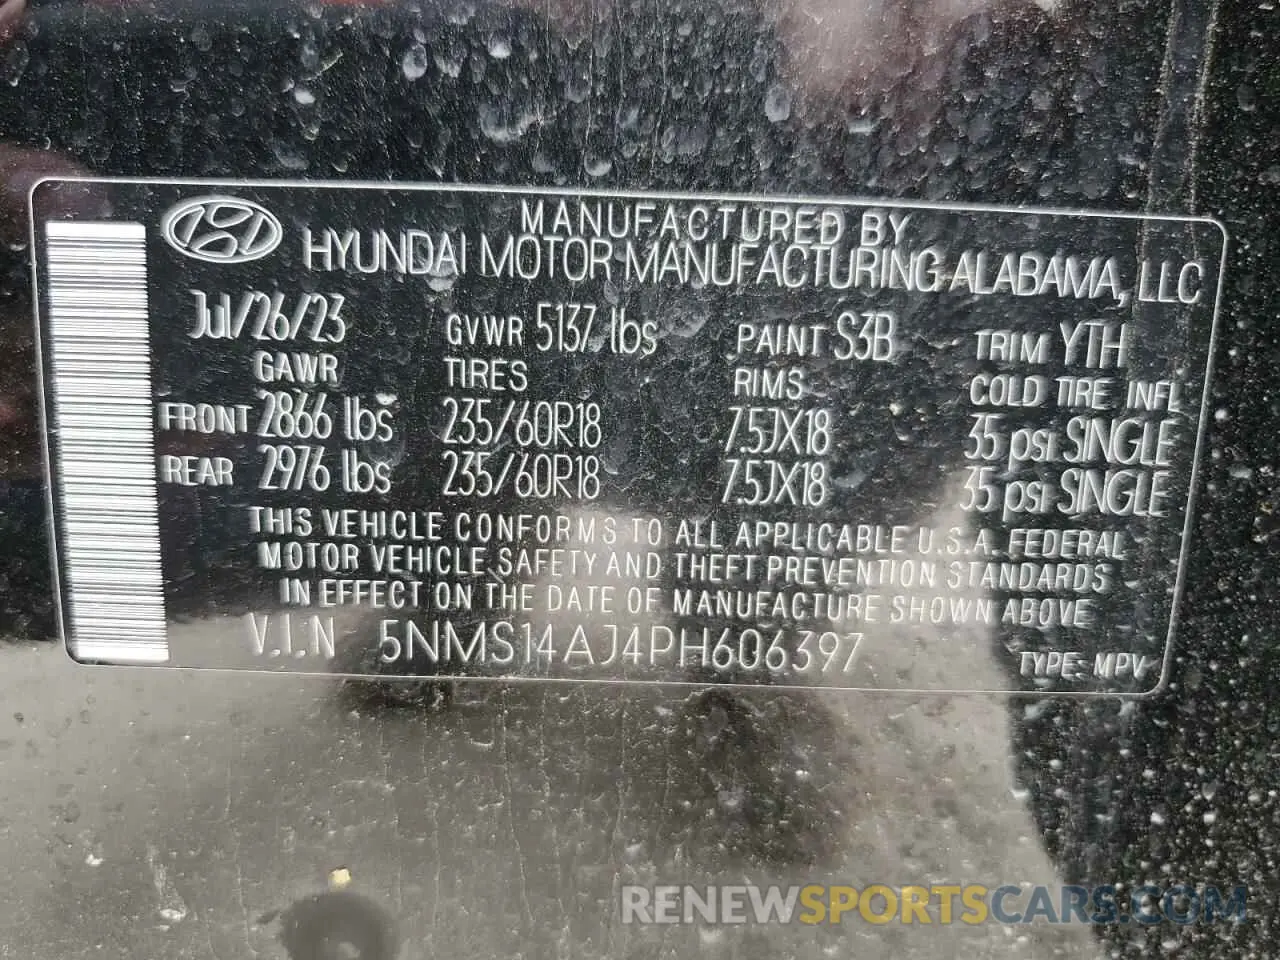 MANUFACTURED BY
HYUNDAI MOTOR MANUFACTURING ALABAMA, LLC
Jul/26/23 GVWR 5137 lbs PAINT S3B TRIM YTH
GAWR TIRES RIMS COLD TIRE INFL
FRONT 2866 lbs 235/60R18 7.5JX18 35 psi SINGLE
REAR 2976 lbs 235/60R18 7.5JX18 35 psi SINGLE
THIS VEHICLE CONFORMS TO ALL APPLICABLE U.S.A. FEDERAL
MOTOR VEHICLE SAFETY AND THEFT PREVENTION STANDARDS
IN EFFECT ON THE DATE OF MANUFACTURE SHOWN ABOVE
V.I.N 5NMS14AJ4PH606397 TYPE: MPV
RENEWSPORTSCARS.COM